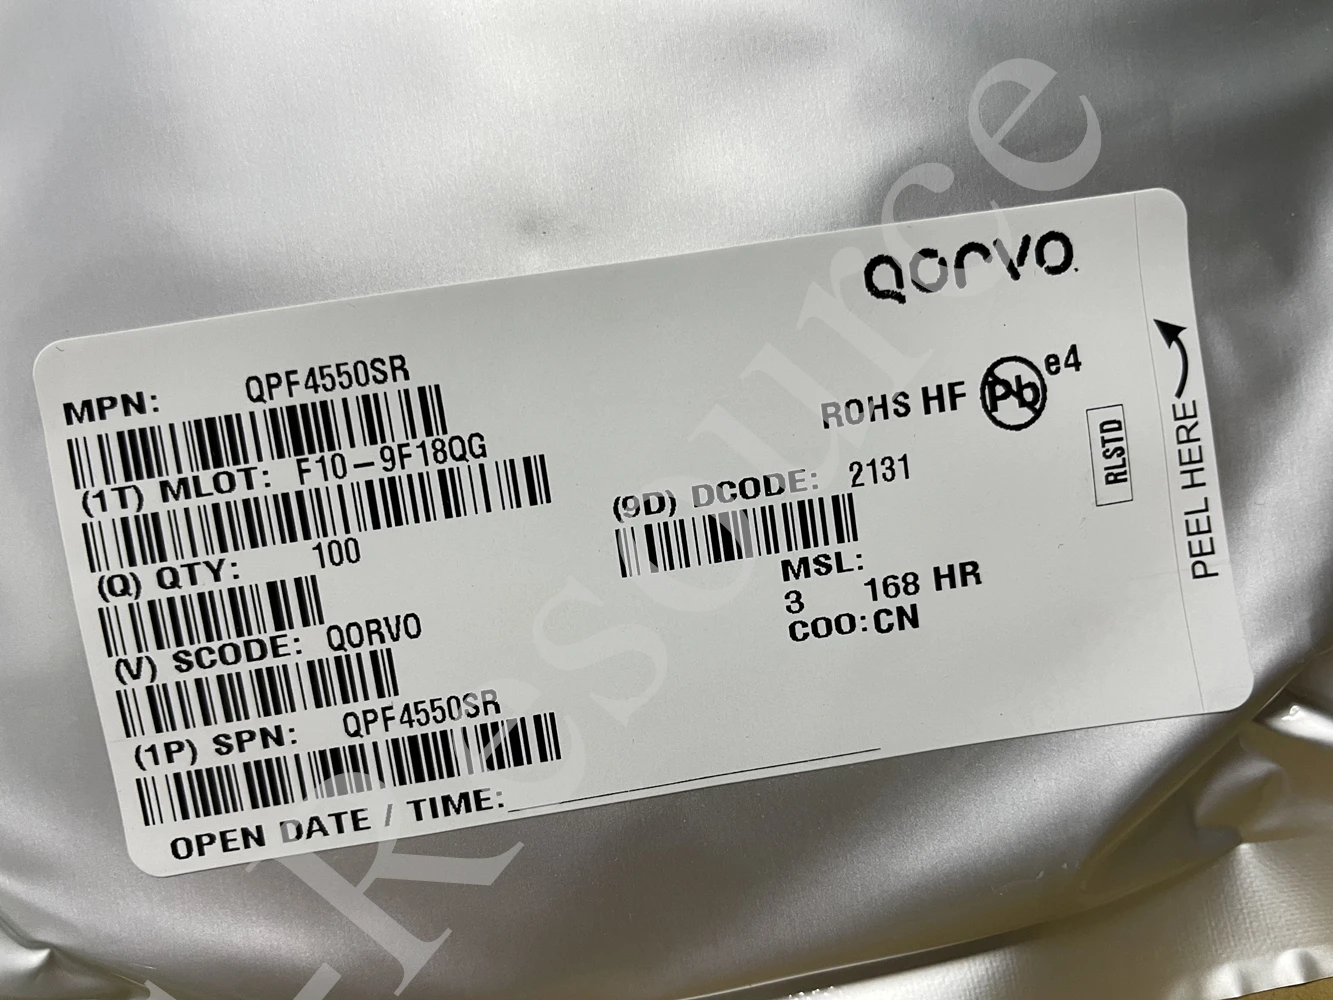 QORVO
MPN: QPF4550SR
(1T) MLOT: F10-9F18QG
(Q) QTY: 100
(V) SCODE: QORVO
(1P) SPN: QPF4550SR
OPEN DATE / TIME:
ROHS HF Pb e4
(9D) DCODE: 2131
MSL:
3 168 HR
COO: CN
RLSTD
PEEL HERE
-Resource